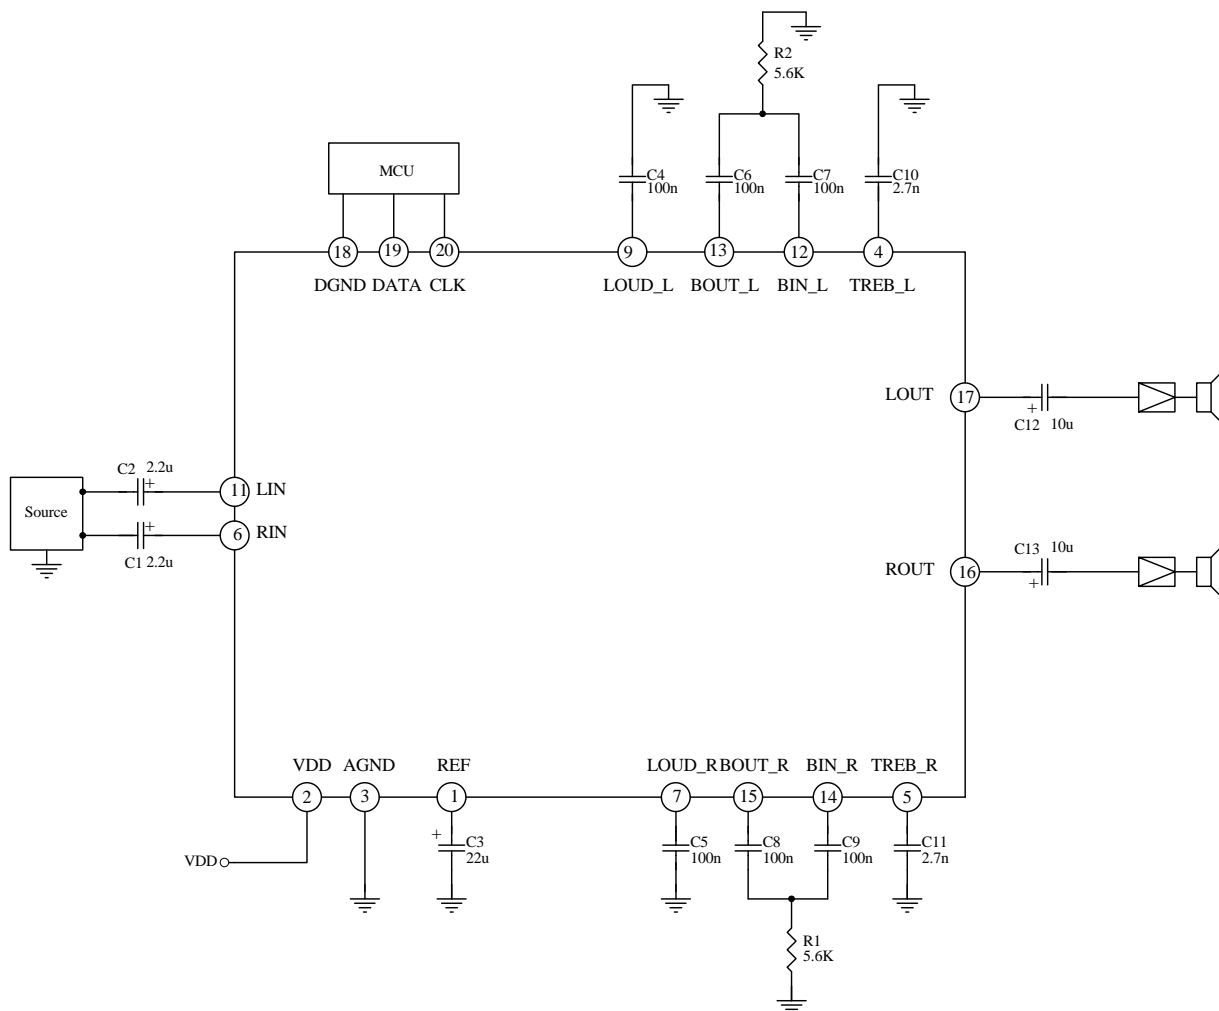 R2
5.6K
MCU
C4
100n
C6
100n
C7
100n
C10
2.7n
18
19
20
9
13
12
4
DGND DATA CLK
LOUD_L
BOUT_L
BIN_L
TREB_L
LOUT
17
+
C12
10u
C2
2.2u
+
11
LIN
Source
+
6
RIN
C1 2.2u
C13
10u
ROUT
16
+
VDD
AGND
REF
LOUD_R BOUT_R
BIN_R
TREB_R
2
3
1
7
15
14
5
+
C3
22u
C5
100n
C8
100n
C9
100n
C11
2.7n
VDD
R1
5.6K